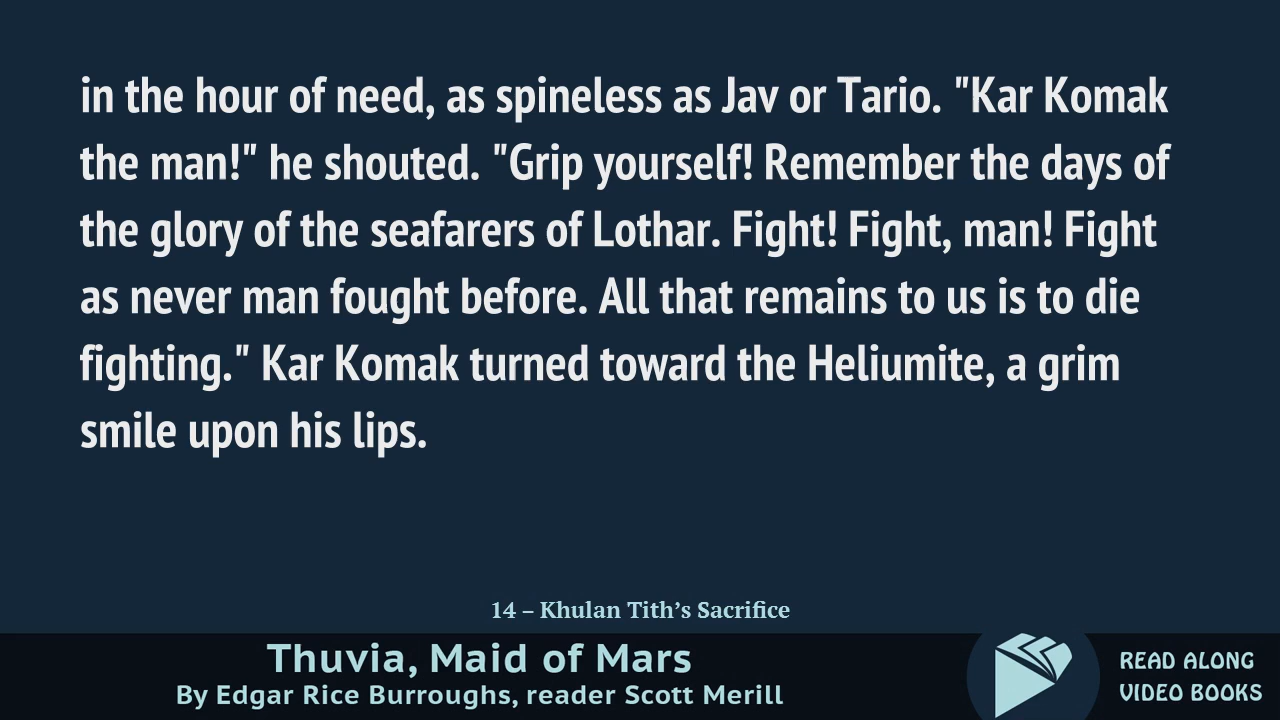 in the hour of need, as spineless as Jav or Tario. "Kar Komak
the man!" he shouted. "Grip yourself! Remember the days of
the glory of the seafarers of Lothar. Fight! Fight, man! Fight
as never man fought before. All that remains to us is to die
fighting." Kar Komak turned toward the Heliumite, a grim
smile upon his lips.
14 – Khulan Tith’s Sacrifice
Thuvia, Maid of Mars
By Edgar Rice Burroughs, reader Scott Merill
READ ALONG
VIDEO BOOKS